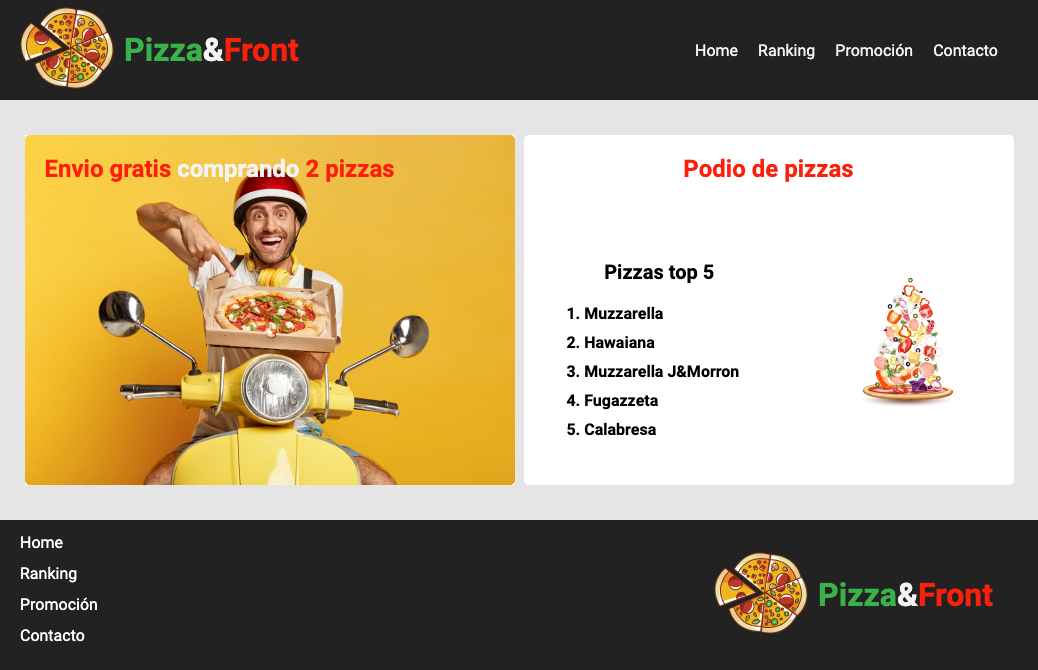 Pizza&Front
Home Ranking Promoción Contacto
Envio gratis comprando 2 pizzas
Podio de pizzas
Pizzas top 5
1. Muzzarella
2. Hawaiana
3. Muzzarella J&Morron
4. Fugazzeta
5. Calabresa
Home
Ranking
Promoción
Contacto
Pizza&Front